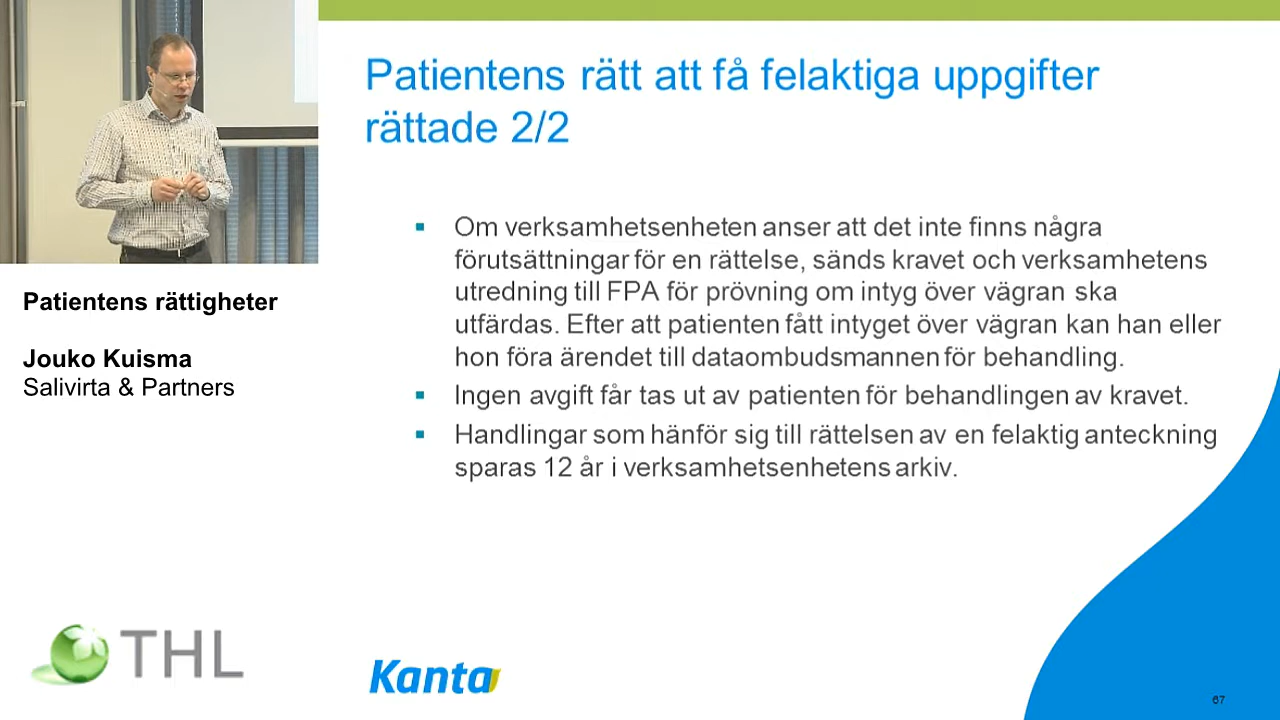 Patientens rätt att få felaktiga uppgifter
rättade 2/2
Om verksamhetsenheten anser att det inte finns några
förutsättningar för en rättelse, sänds kravet och verksamhetens
utredning till FPA för prövning om intyg över vägran ska
utfärdas. Efter att patienten fått intyget över vägran kan han eller
hon föra ärendet till dataombudsmannen för behandling.
Ingen avgift får tas ut av patienten för behandlingen av kravet.
Handlingar som hänför sig till rättelsen av en felaktig anteckning
sparas 12 år i verksamhetsenhetens arkiv.
Patientens rättigheter
Jouko Kuisma
Salivirta & Partners
THL
Kanta
67